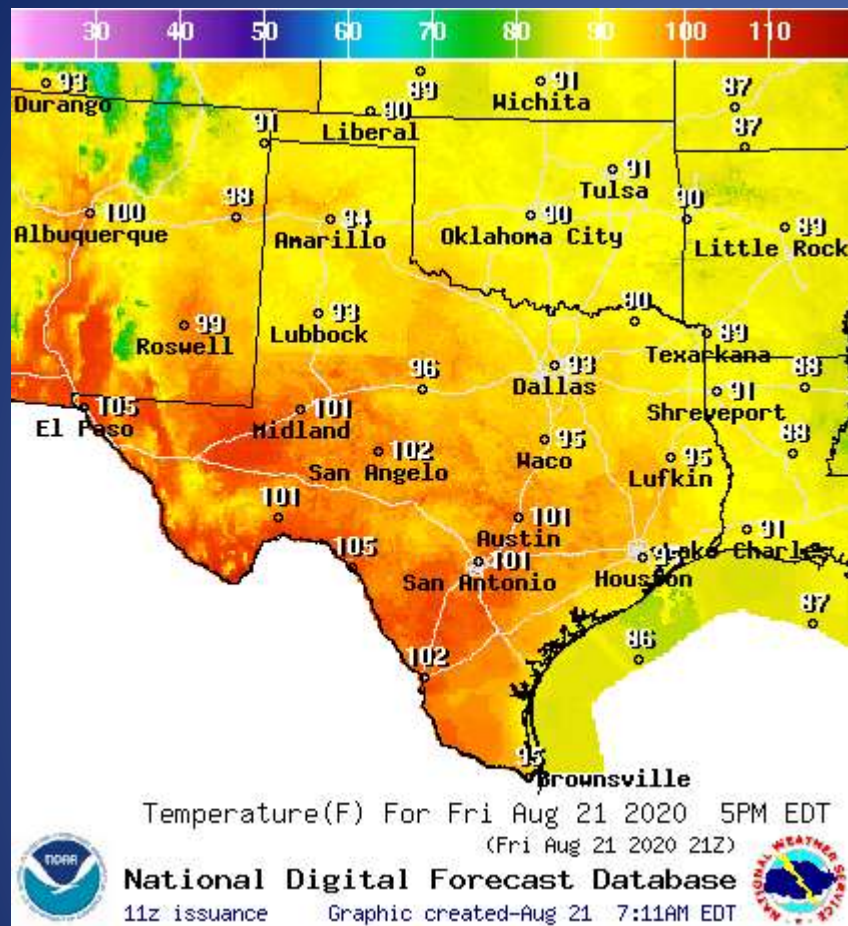 30 40 50 60 70 80 90 100 110
93
Durango
89
91
Wichita
87
90
Liberal
91
87
91
Tulsa
100
Albuquerque
98
94
Amarillo
90
Oklahoma City
90
89
Little Rock
99
Roswell
93
Lubbock
90
89
Texarkana
93
Dallas
96
91
Shreveport
88
105
El Paso
101
Midland
102
San Angelo
95
Waco
95
Lufkin
88
101
101
Austin
91
Lake Charles
105
101
San Antonio
95
Houston
87
86
102
95
Brownsville
Temperature(F) For Fri Aug 21 2020 5PM EDT
(Fri Aug 21 2020 21Z)
National Digital Forecast Database
11z issuance Graphic created-Aug 21 7:11AM EDT
NOAA
NATIONAL WEATHER SERVICE